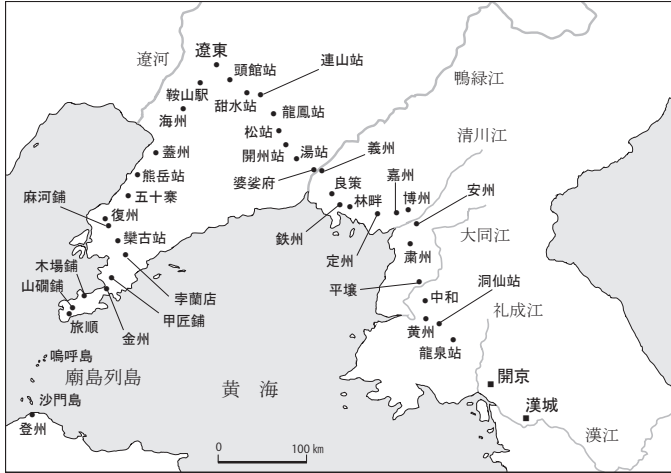 遼河
遼東
頭館站
連山站
鞍山駅
甜水站
海州
龍鳳站
松站
開州站
湯站
婆娑府
義州
鴨緑江
清川江
蓋州
熊岳站
五十寨
麻河鋪
復州
欒古站
良策
林畔
嘉州
博州
安州
鉄州
定州
粛州
大同江
木場鋪
山磵鋪
旅順
金州
甲匠鋪
李蘭店
平壌
中和
洞仙站
黄州
龍泉站
礼成江
嗚呼島
廟島列島
黄海
沙門島
登州
開京
漢城
漢江
0
100 km